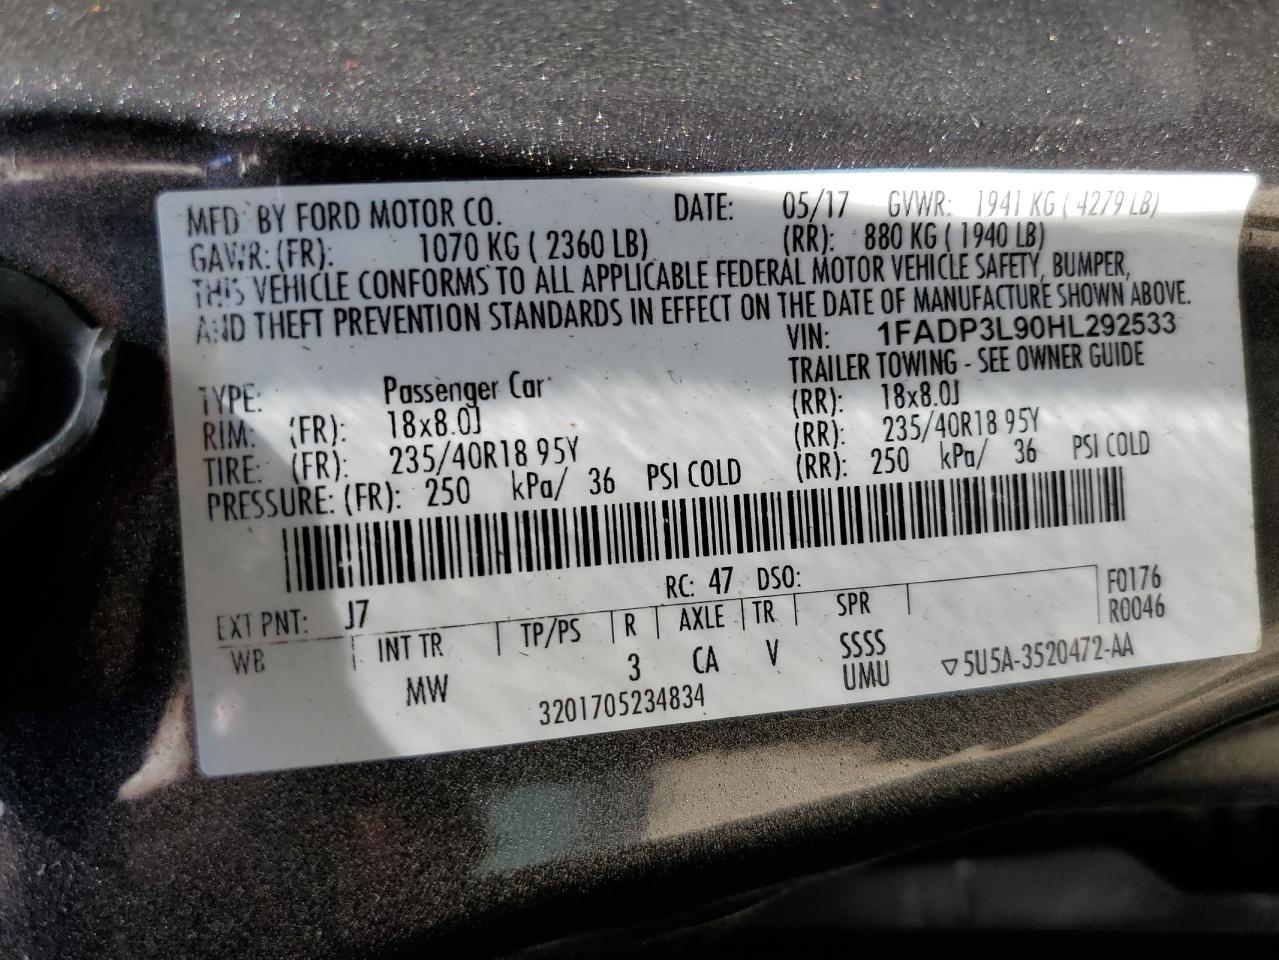 MFD BY FORD MOTOR CO. DATE: 05/17 GVWR: 1941 KG ( 4279 LB)
GAWR: (FR): 1070 KG ( 2360 LB) (RR): 880 KG ( 1940 LB)
THIS VEHICLE CONFORMS TO ALL APPLICABLE FEDERAL MOTOR VEHICLE SAFETY, BUMPER,
AND THEFT PREVENTION STANDARDS IN EFFECT ON THE DATE OF MANUFACTURE SHOWN ABOVE.
VIN: 1FADP3L90HL292533
TYPE: Passenger Car TRAILER TOWING - SEE OWNER GUIDE
RIM: (FR): 18x8.0J (RR): 18x8.0J
TIRE: (FR): 235/40R18 95Y (RR): 235/40R18 95Y
PRESSURE: (FR): 250 kPa/ 36 PSI COLD (RR): 250 kPa/ 36 PSI COLD
EXT PNT: J7 RC: 47 DSO: F0176
WB INT TR TP/PS R AXLE TR SPR R0046
MW 3 CA V SSSS
3201705234834 UMU ▽5U5A-3520472-AA